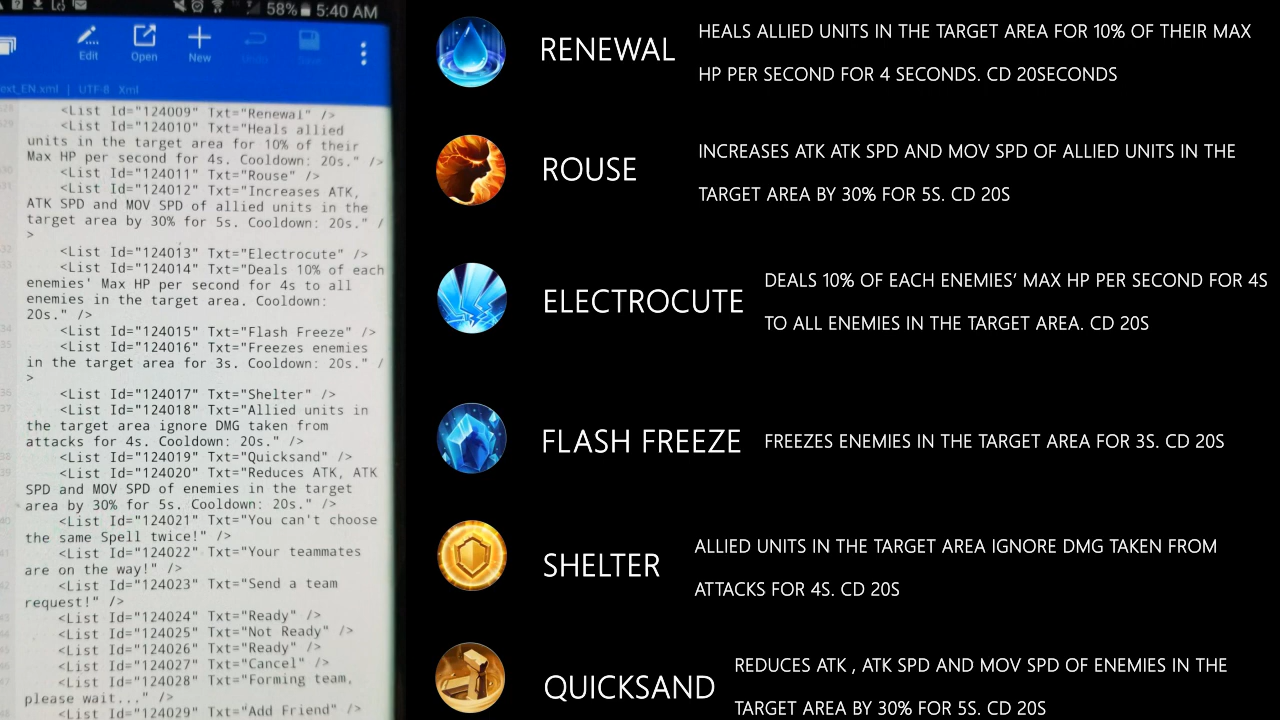 58% 5:40 AM
Edit Open New
ext_EN.xml | UTF-8 Xml
<List Id="124009" Txt="Renewal" />
<List Id="124010" Txt="Heals allied
units in the target area for 10% of their
Max HP per second for 4s. Cooldown: 20s." />
<List Id="124011" Txt="Rouse" />
<List Id="124012" Txt="Increases ATK,
ATK SPD and MOV SPD of allied units in the
target area by 30% for 5s. Cooldown: 20s." /
>
<List Id="124013" Txt="Electrocute" />
<List Id="124014" Txt="Deals 10% of each
enemies' Max HP per second for 4s to all
enemies in the target area. Cooldown:
20s." />
<List Id="124015" Txt="Flash Freeze" />
<List Id="124016" Txt="Freezes enemies
in the target area for 3s. Cooldown: 20s." /
>
<List Id="124017" Txt="Shelter" />
<List Id="124018" Txt="Allied units in
the target area ignore DMG taken from
attacks for 4s. Cooldown: 20s." />
<List Id="124019" Txt="Quicksand" />
<List Id="124020" Txt="Reduces ATK, ATK
SPD and MOV SPD of enemies in the target
area by 30% for 5s. Cooldown: 20s." />
<List Id="124021" Txt="You can't choose
the same Spell twice!" />
<List Id="124022" Txt="Your teammates
are on the way!" />
<List Id="124023" Txt="Send a team
request!" />
<List Id="124024" Txt="Ready" />
<List Id="124025" Txt="Not Ready" />
<List Id="124026" Txt="Ready" />
<List Id="124027" Txt="Cancel" />
<List Id="124028" Txt="Forming team,
please wait..." />
<List Id="124029" Txt="Add Friend" />
RENEWAL
HEALS ALLIED UNITS IN THE TARGET AREA FOR 10% OF THEIR MAX
HP PER SECOND FOR 4 SECONDS. CD 20SECONDS
ROUSE
INCREASES ATK ATK SPD AND MOV SPD OF ALLIED UNITS IN THE
TARGET AREA BY 30% FOR 5S. CD 20S
ELECTROCUTE
DEALS 10% OF EACH ENEMIES' MAX HP PER SECOND FOR 4S
TO ALL ENEMIES IN THE TARGET AREA. CD 20S
FLASH FREEZE
FREEZES ENEMIES IN THE TARGET AREA FOR 3S. CD 20S
SHELTER
ALLIED UNITS IN THE TARGET AREA IGNORE DMG TAKEN FROM
ATTACKS FOR 4S. CD 20S
QUICKSAND
REDUCES ATK , ATK SPD AND MOV SPD OF ENEMIES IN THE
TARGET AREA BY 30% FOR 5S. CD 20S